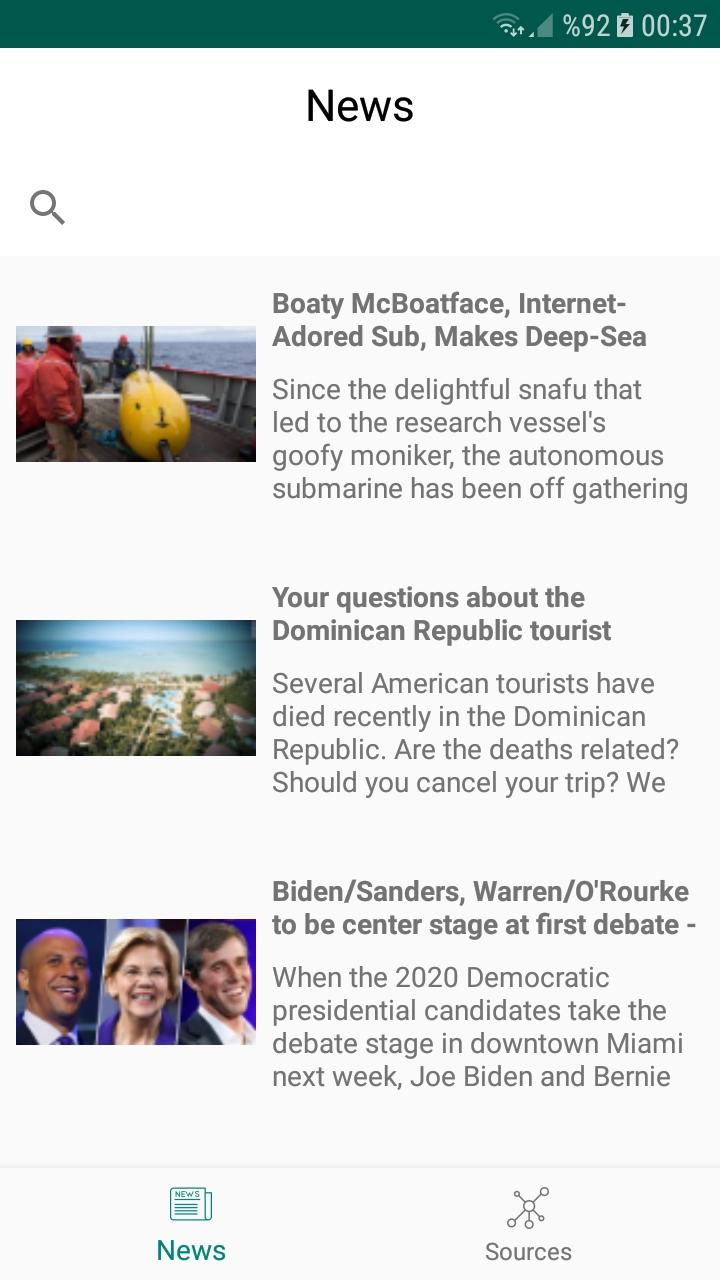 %92 00:37
News
Boaty McBoatface, Internet-
Adored Sub, Makes Deep-Sea
Since the delightful snafu that
led to the research vessel's
goofy moniker, the autonomous
submarine has been off gathering
Your questions about the
Dominican Republic tourist
Several American tourists have
died recently in the Dominican
Republic. Are the deaths related?
Should you cancel your trip? We
Biden/Sanders, Warren/O'Rourke
to be center stage at first debate -
When the 2020 Democratic
presidential candidates take the
debate stage in downtown Miami
next week, Joe Biden and Bernie
NEWS
News
Sources